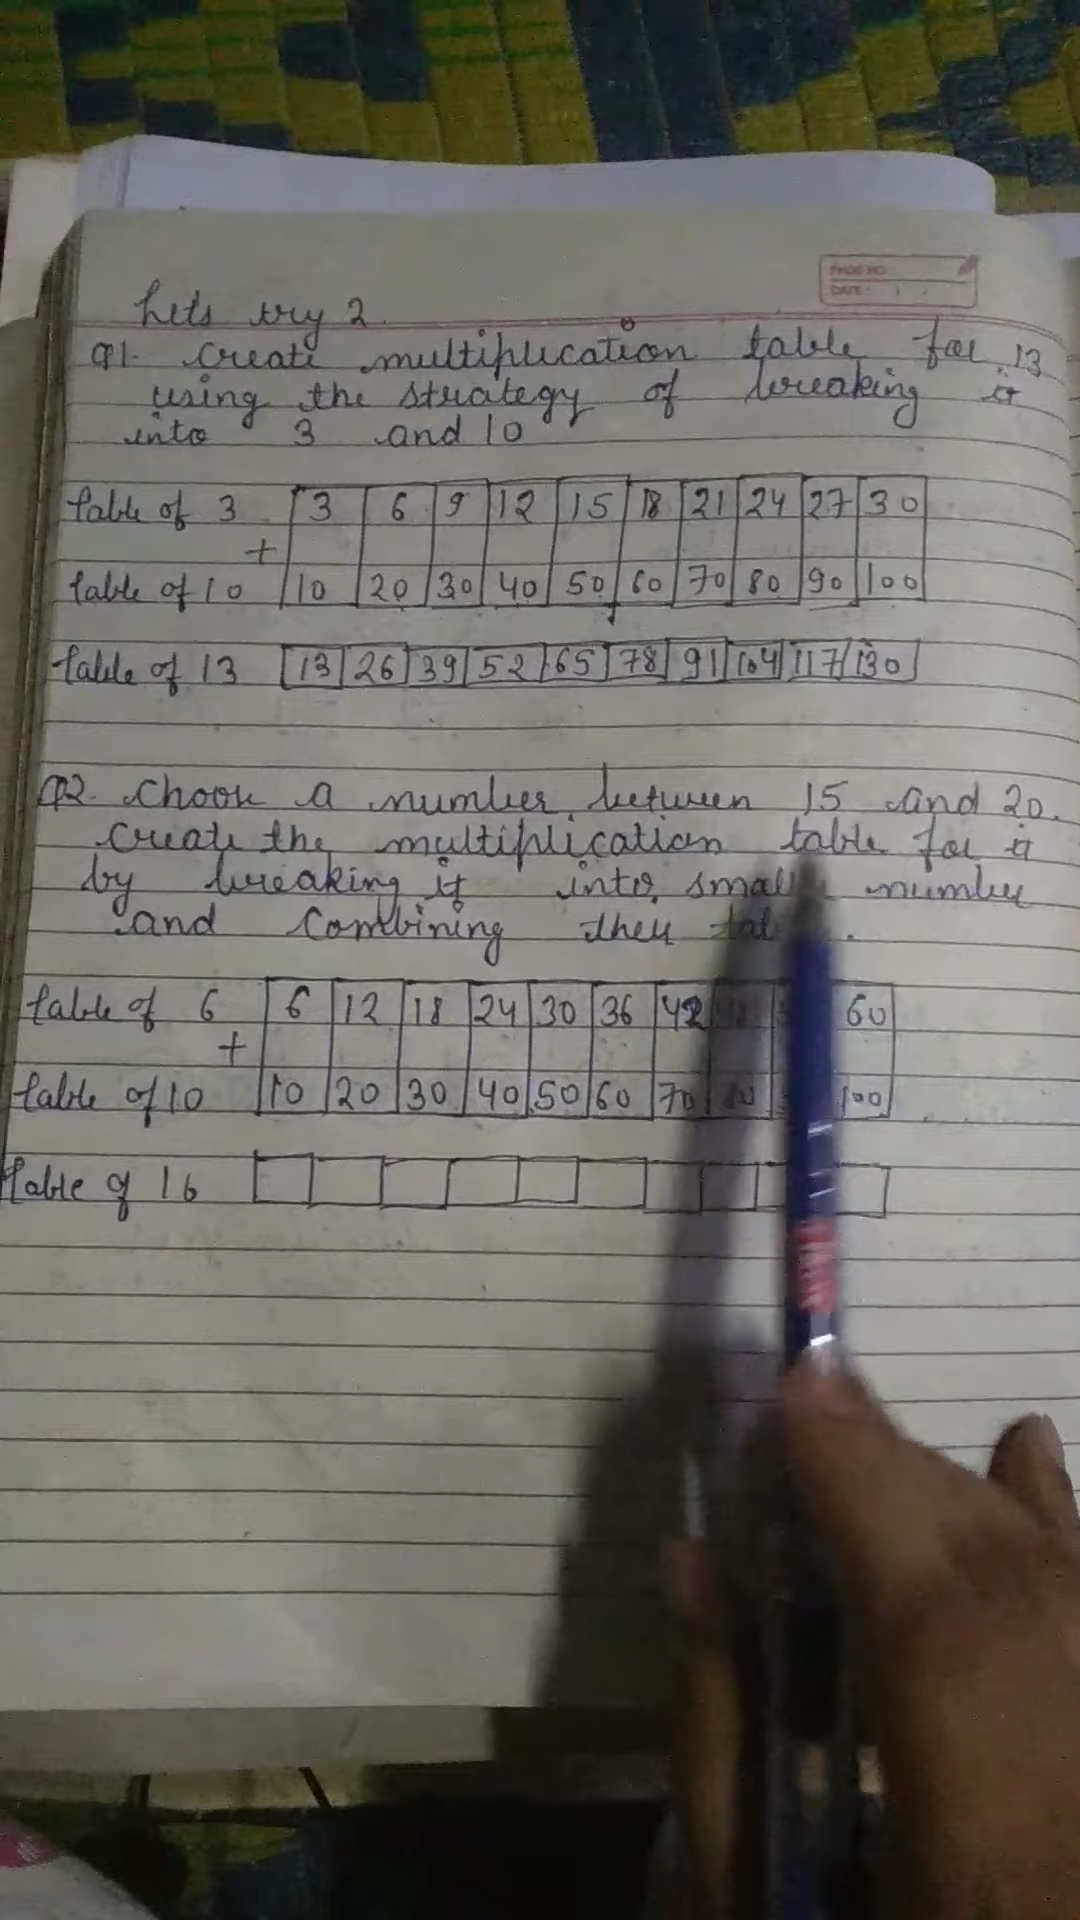 PAGE NO.
DATE:
Lets try 2
Q1. Create multiplication table for 13
using the strategy of breaking it
into 3 and 10
table of 3 3 6 9 12 15 18 21 24 27 30
+
table of 10 10 20 30 40 50 60 70 80 90 100
table of 13 13 26 39 52 65 78 91 104 117 130
Q2. Choose a number between 15 and 20.
Create the multiplication table for it
by breaking it into number
and Combining their
table of 6 6 12 18 24 30 36 42 60
+
table of 10 10 20 30 40 50 60 70 80 100
table of 16